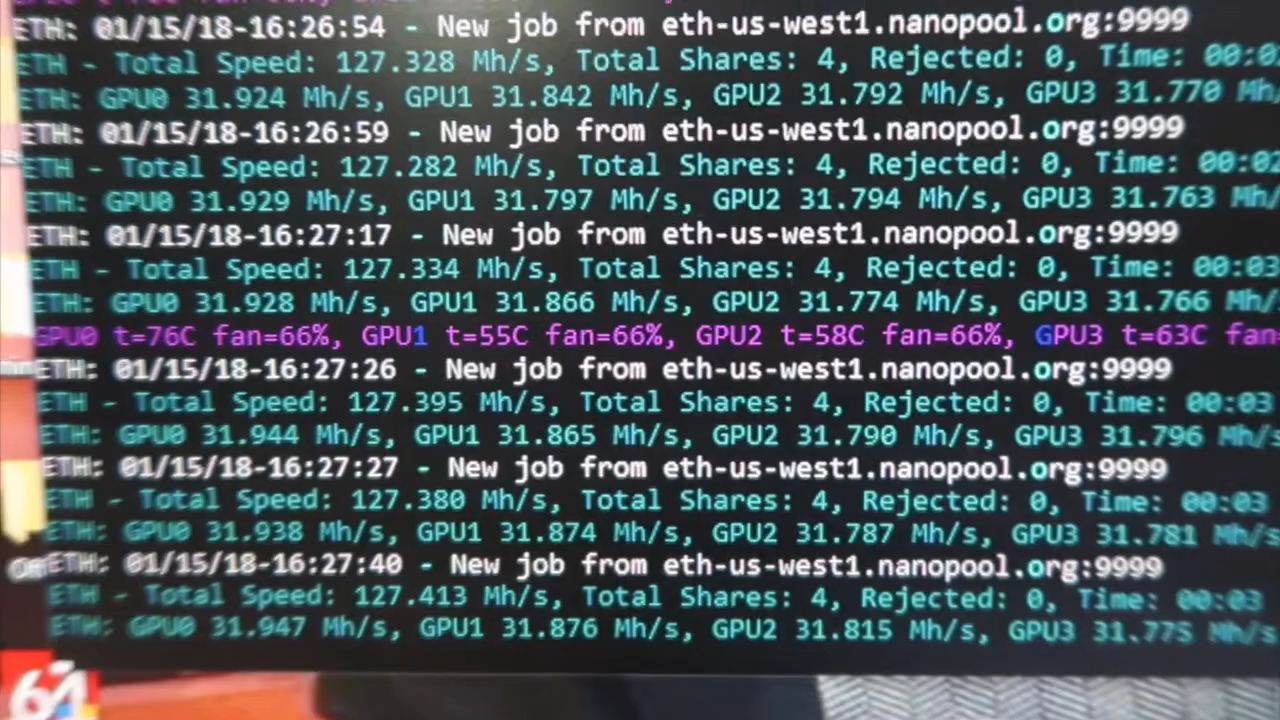 ETH: 01/15/18-16:26:54 - New job from eth-us-west1.nanopool.org:9999
ETH - Total Speed: 127.328 Mh/s, Total Shares: 4, Rejected: 0, Time: 00:0
ETH: GPU0 31.924 Mh/s, GPU1 31.842 Mh/s, GPU2 31.792 Mh/s, GPU3 31.770 Mh/
ETH: 01/15/18-16:26:59 - New job from eth-us-west1.nanopool.org:9999
ETH - Total Speed: 127.282 Mh/s, Total Shares: 4, Rejected: 0, Time: 00:02
ETH: GPU0 31.929 Mh/s, GPU1 31.797 Mh/s, GPU2 31.794 Mh/s, GPU3 31.763 Mh/
ETH: 01/15/18-16:27:17 - New job from eth-us-west1.nanopool.org:9999
ETH - Total Speed: 127.334 Mh/s, Total Shares: 4, Rejected: 0, Time: 00:03
ETH: GPU0 31.928 Mh/s, GPU1 31.866 Mh/s, GPU2 31.774 Mh/s, GPU3 31.766 Mh/
GPU0 t=76C fan=66%, GPU1 t=55C fan=66%, GPU2 t=58C fan=66%, GPU3 t=63C fan
ETH: 01/15/18-16:27:26 - New job from eth-us-west1.nanopool.org:9999
ETH - Total Speed: 127.395 Mh/s, Total Shares: 4, Rejected: 0, Time: 00:03
ETH: GPU0 31.944 Mh/s, GPU1 31.865 Mh/s, GPU2 31.790 Mh/s, GPU3 31.796 Mh/s
ETH: 01/15/18-16:27:27 - New job from eth-us-west1.nanopool.org:9999
ETH - Total Speed: 127.380 Mh/s, Total Shares: 4, Rejected: 0, Time: 00:03
ETH: GPU0 31.938 Mh/s, GPU1 31.874 Mh/s, GPU2 31.787 Mh/s, GPU3 31.781 Mh/s
ETH: 01/15/18-16:27:40 - New job from eth-us-west1.nanopool.org:9999
ETH - Total Speed: 127.413 Mh/s, Total Shares: 4, Rejected: 0, Time: 00:03
ETH: GPU0 31.947 Mh/s, GPU1 31.876 Mh/s, GPU2 31.815 Mh/s, GPU3 31.775 Mh/s
64